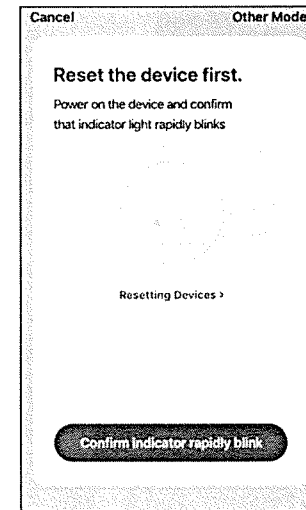 Cancel Other Mode
Reset the device first.
Power on the device and confirm
that indicator light rapidly blinks
Resetting Devices >
Confirm indicator rapidly blink